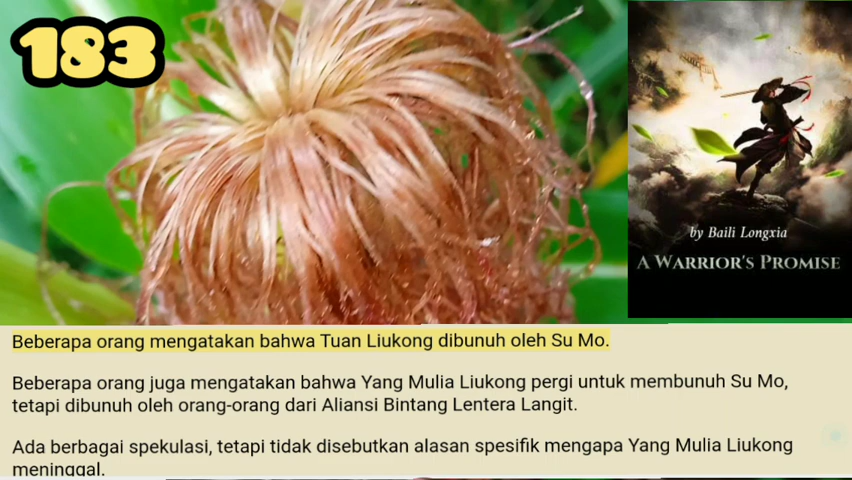 183
by Baili Longxia
A WARRIOR'S PROMISE
Beberapa orang mengatakan bahwa Tuan Liukong dibunuh oleh Su Mo.
Beberapa orang juga mengatakan bahwa Yang Mulia Liukong pergi untuk membunuh Su Mo,
tetapi dibunuh oleh orang-orang dari Aliansi Bintang Lentera Langit.
Ada berbagai spekulasi, tetapi tidak disebutkan alasan spesifik mengapa Yang Mulia Liukong
meninggal.